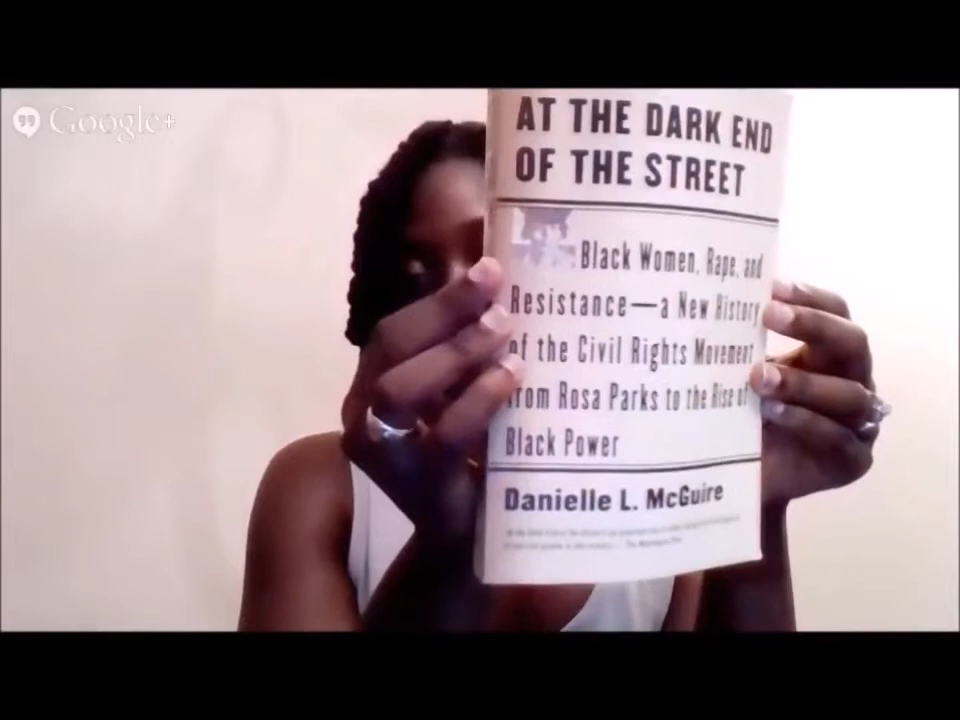 Google+
AT THE DARK END
OF THE STREET
Black Women, Rape, and
Resistance—a New History
of the Civil Rights Movement
from Rosa Parks to the Rise of
Black Power
Danielle L. McGuire